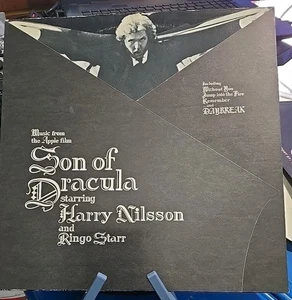 Including
Without You
Jump into the Fire
Remember
and
DAYBREAK
Music from
the Apple film
Son of
Dracula
starring
Harry Nilsson
and
Ringo Starr